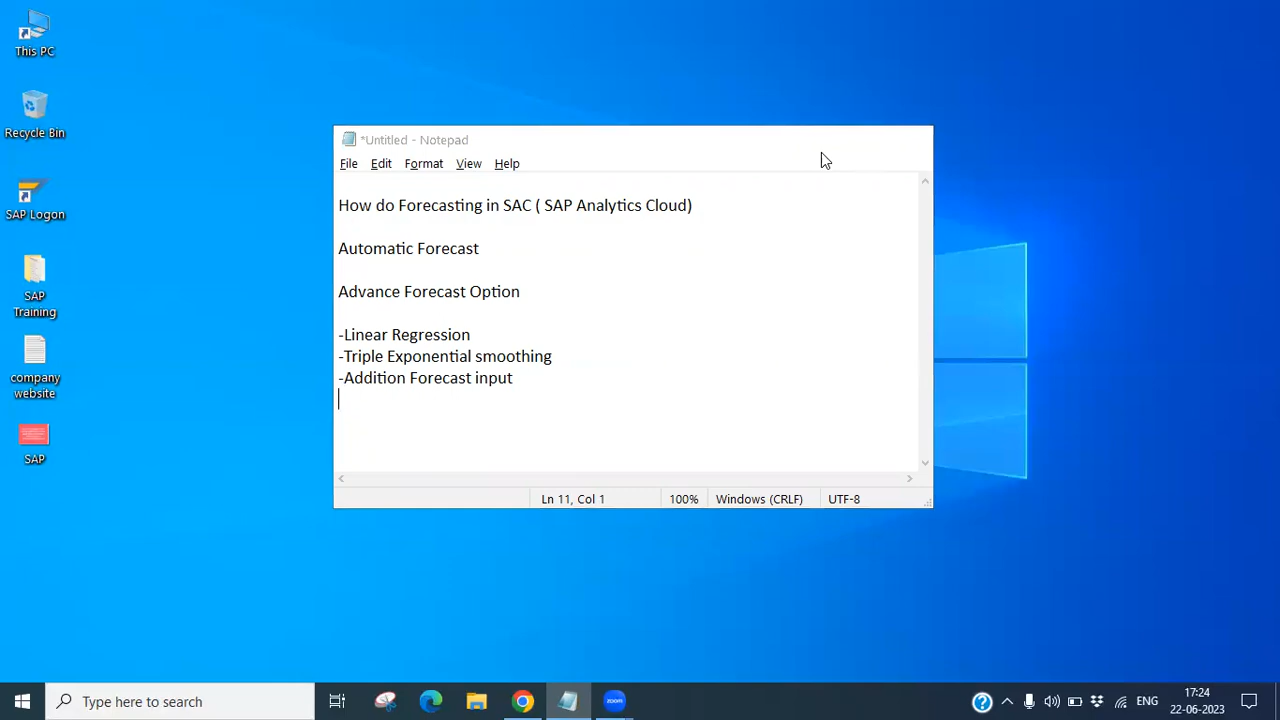 This PC
Recycle Bin
SAP Logon
SAP
Training
company
website
SAP
*Untitled - Notepad
File Edit Format View Help
How do Forecasting in SAC ( SAP Analytics Cloud)
Automatic Forecast
Advance Forecast Option
-Linear Regression
-Triple Exponential smoothing
-Addition Forecast input
Ln 11, Col 1 100% Windows (CRLF) UTF-8
Type here to search
zoom
ENG
17:24
22-06-2023